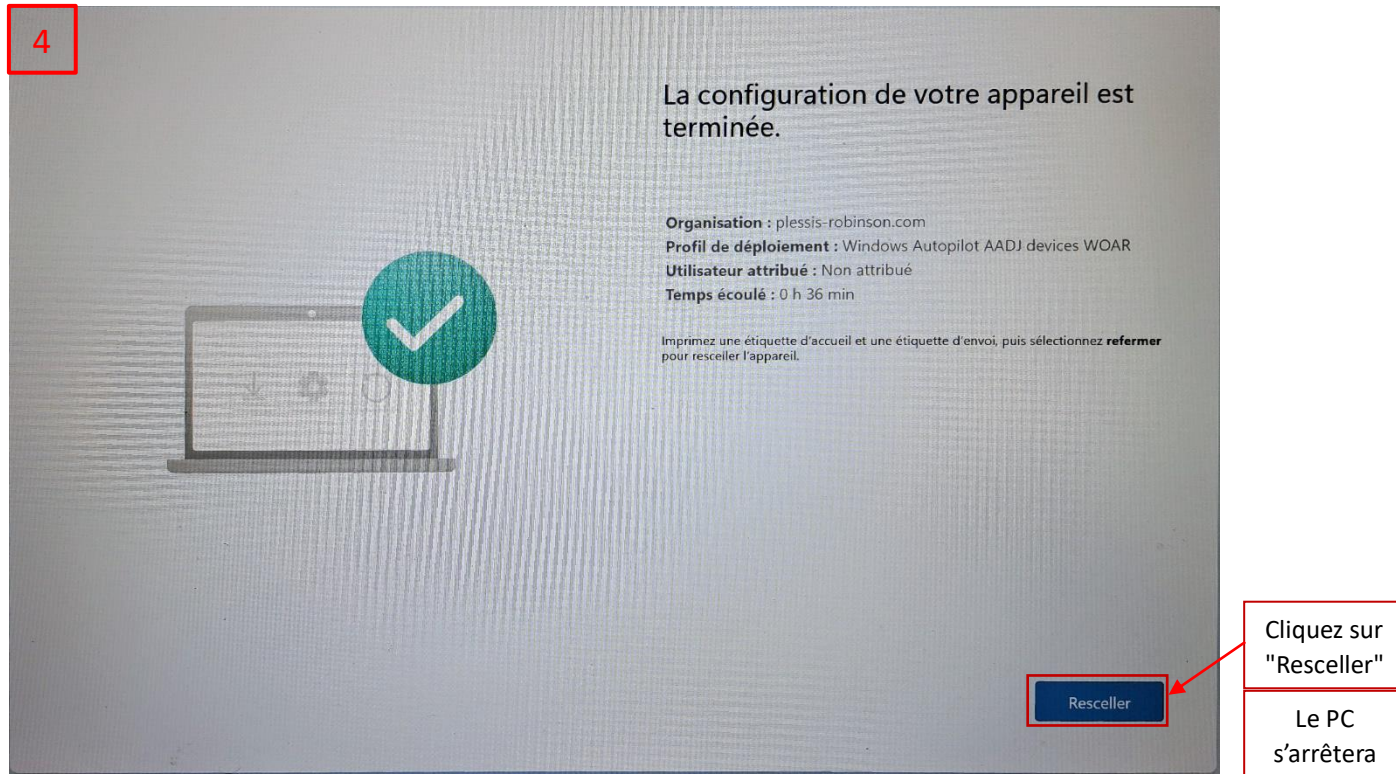 4
La configuration de votre appareil est
terminée.
Organisation : plessis-robinson.com
Profil de déploiement : Windows Autopilot AADJ devices WOAR
Utilisateur attribué : Non attribué
Temps écoulé : 0 h 36 min
Imprimez une étiquette d'accueil et une étiquette d'envoi, puis sélectionnez refermer
pour resceller l'appareil.
Resceller
Cliquez sur
"Resceller"
Le PC
s’arrêtera